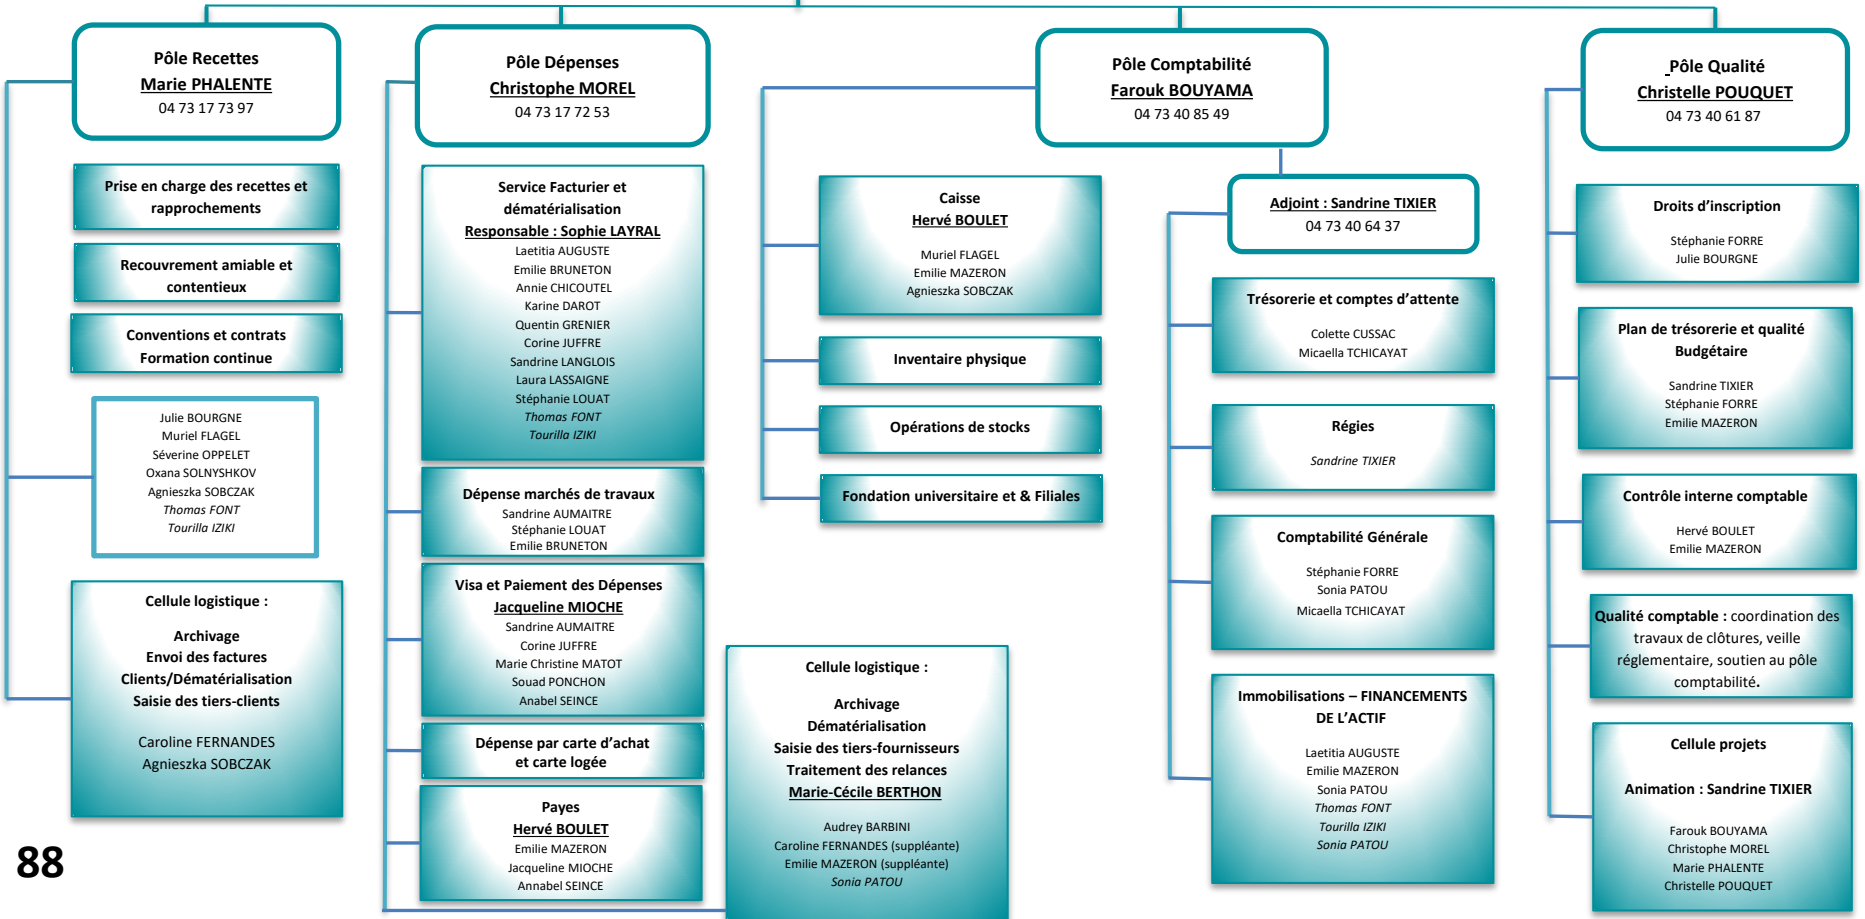 Pôle Recettes
Marie PHALENTE
04 73 17 73 97
Prise en charge des recettes et
rapprochements
Recouvrement amiable et
contentieux
Conventions et contrats
Formation continue
Julie BOURGNE
Muriel FLAGEL
Séverine OPPELET
Oxana SOLNYSHKOV
Agnieszka SOBCZAK
Thomas FONT
Tourilla IZIKI
Cellule logistique :
Archivage
Envoi des factures
Clients/Dématérialisation
Saisie des tiers-clients
Caroline FERNANDES
Agnieszka SOBCZAK
Pôle Dépenses
Christophe MOREL
04 73 17 72 53
Service Facturier et
dématérialisation
Responsable : Sophie LAYRAL
Laetitia AUGUSTE
Emilie BRUNETON
Annie CHICOUTEL
Karine DAROT
Quentin GRENIER
Corine JUFFRE
Sandrine LANGLOIS
Laura LASSAIGNE
Stéphanie LOUAT
Thomas FONT
Tourilla IZIKI
Dépense marchés de travaux
Sandrine AUMAITRE
Stéphanie LOUAT
Emilie BRUNETON
Visa et Paiement des Dépenses
Jacqueline MIOCHE
Sandrine AUMAITRE
Corine JUFFRE
Marie Christine MATOT
Souad PONCHON
Anabel SEINCE
Dépense par carte d'achat
et carte logée
Payes
Hervé BOULET
Emilie MAZERON
Jacqueline MIOCHE
Annabel SEINCE
Cellule logistique :
Archivage
Dématérialisation
Saisie des tiers-fournisseurs
Traitement des relances
Marie-Cécile BERTHON
Audrey BARBINI
Caroline FERNANDES (suppléante)
Emilie MAZERON (suppléante)
Sonia PATOU
Pôle Comptabilité
Farouk BOUYAMA
04 73 40 85 49
Caisse
Hervé BOULET
Muriel FLAGEL
Emilie MAZERON
Agnieszka SOBCZAK
Inventaire physique
Opérations de stocks
Fondation universitaire et & Filiales
Adjoint : Sandrine TIXIER
04 73 40 64 37
Trésorerie et comptes d'attente
Colette CUSSAC
Micaella TCHICAYAT
Régies
Sandrine TIXIER
Comptabilité Générale
Stéphanie FORRE
Sonia PATOU
Micaella TCHICAYAT
Immobilisations – FINANCEMENTS
DE L'ACTIF
Laetitia AUGUSTE
Emilie MAZERON
Sonia PATOU
Thomas FONT
Tourilla IZIKI
Sonia PATOU
Pôle Qualité
Christelle POUQUET
04 73 40 61 87
Droits d'inscription
Stéphanie FORRE
Julie BOURGNE
Plan de trésorerie et qualité
Budgétaire
Sandrine TIXIER
Stéphanie FORRE
Emilie MAZERON
Contrôle interne comptable
Hervé BOULET
Emilie MAZERON
Qualité comptable : coordination des
travaux de clôtures, veille
réglementaire, soutien au pôle
comptabilité.
Cellule projets
Animation : Sandrine TIXIER
Farouk BOUYAMA
Christophe MOREL
Marie PHALENTE
Christelle POUQUET
88